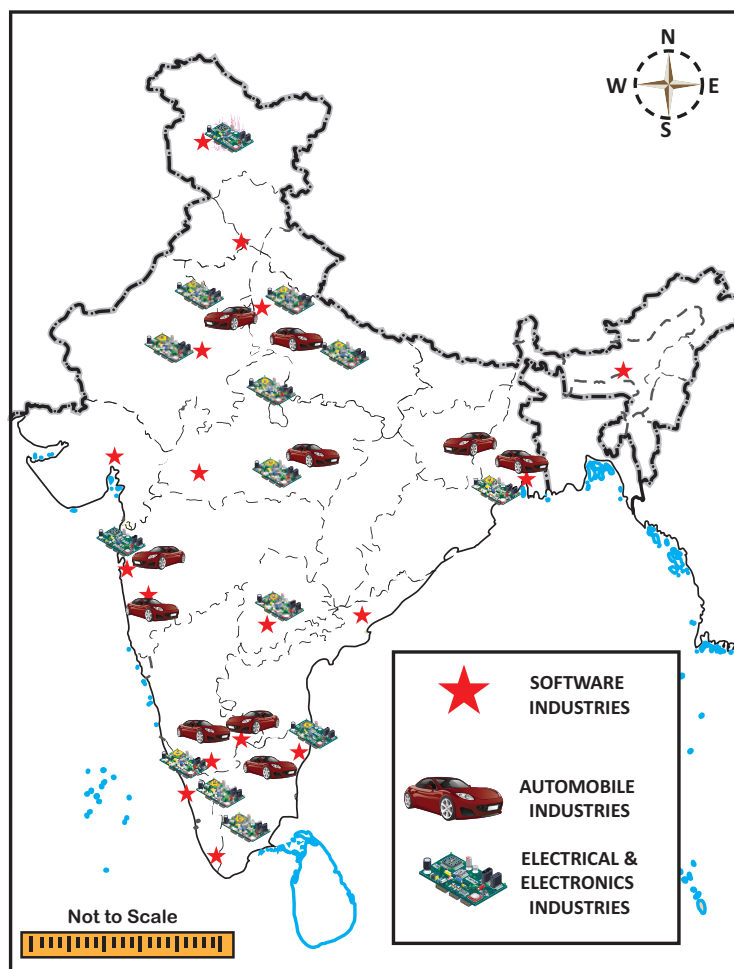 N
W
E
S
SOFTWARE
INDUSTRIES
AUTOMOBILE
INDUSTRIES
ELECTRICAL &
ELECTRONICS
INDUSTRIES
Not to Scale